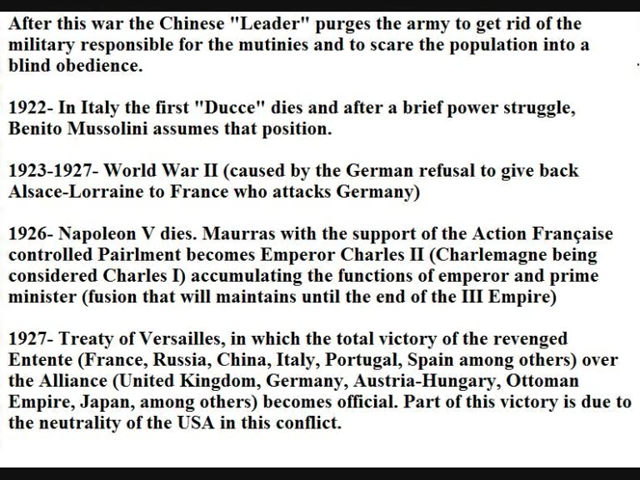 After this war the Chinese "Leader" purges the army to get rid of the
military responsible for the mutinies and to scare the population into a
blind obedience.
1922- In Italy the first "Ducce" dies and after a brief power struggle,
Benito Mussolini assumes that position.
1923-1927- World War II (caused by the German refusal to give back
Alsace-Lorraine to France who attacks Germany)
1926- Napoleon V dies. Maurras with the support of the Action Française
controlled Pairlment becomes Emperor Charles II (Charlemagne being
considered Charles I) accumulating the functions of emperor and prime
minister (fusion that will maintains until the end of the III Empire)
1927- Treaty of Versailles, in which the total victory of the revenged
Entente (France, Russia, China, Italy, Portugal, Spain among others) over
the Alliance (United Kingdom, Germany, Austria-Hungary, Ottoman
Empire, Japan, among others) becomes official. Part of this victory is due to
the neutrality of the USA in this conflict.